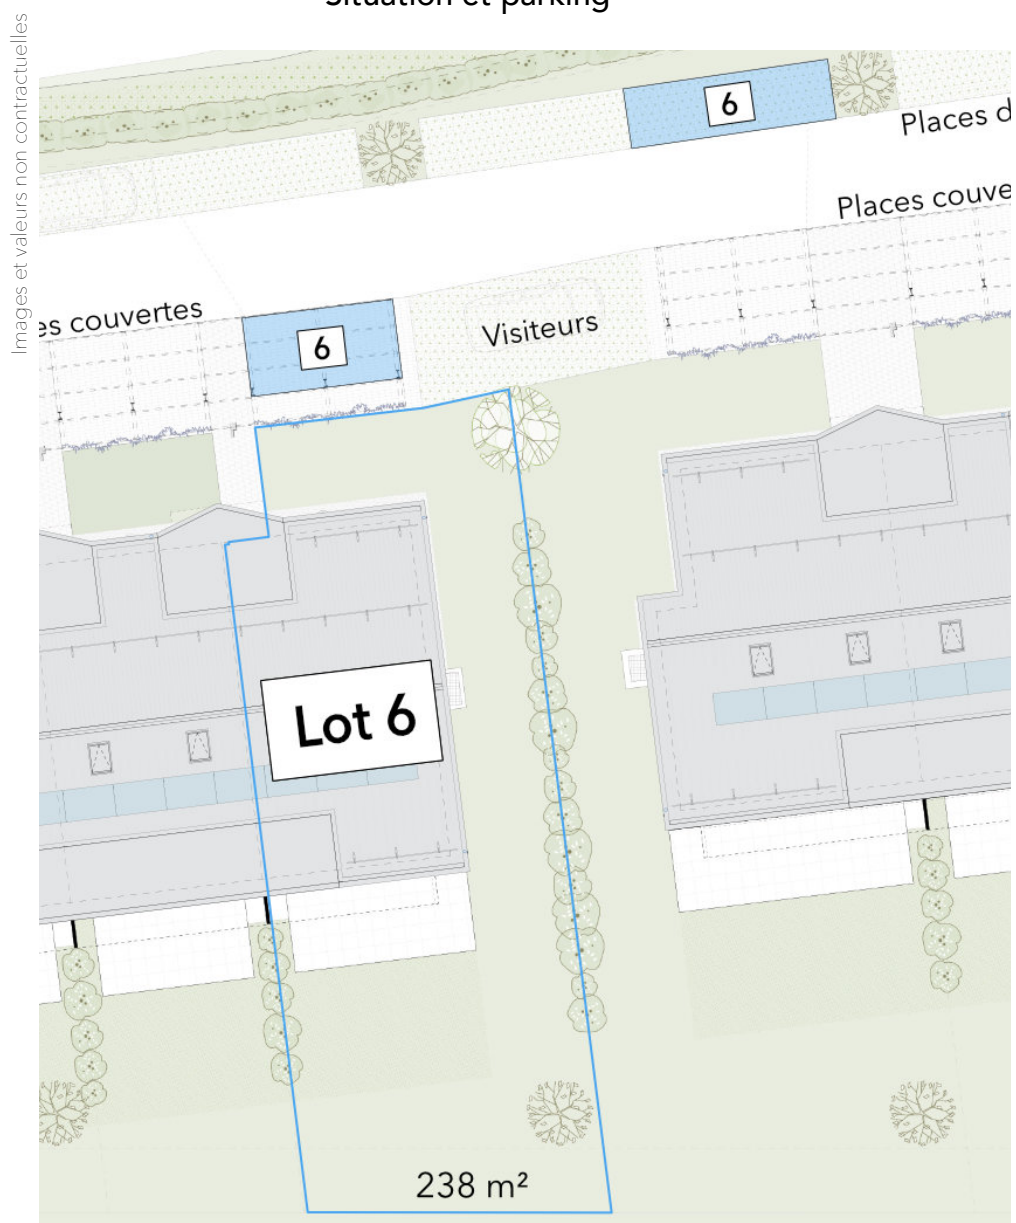 Situation et parking
Images et valeurs non contractuelles
6
Places d
Places couve
es couvertes
6
Visiteurs
Lot 6
238 m²